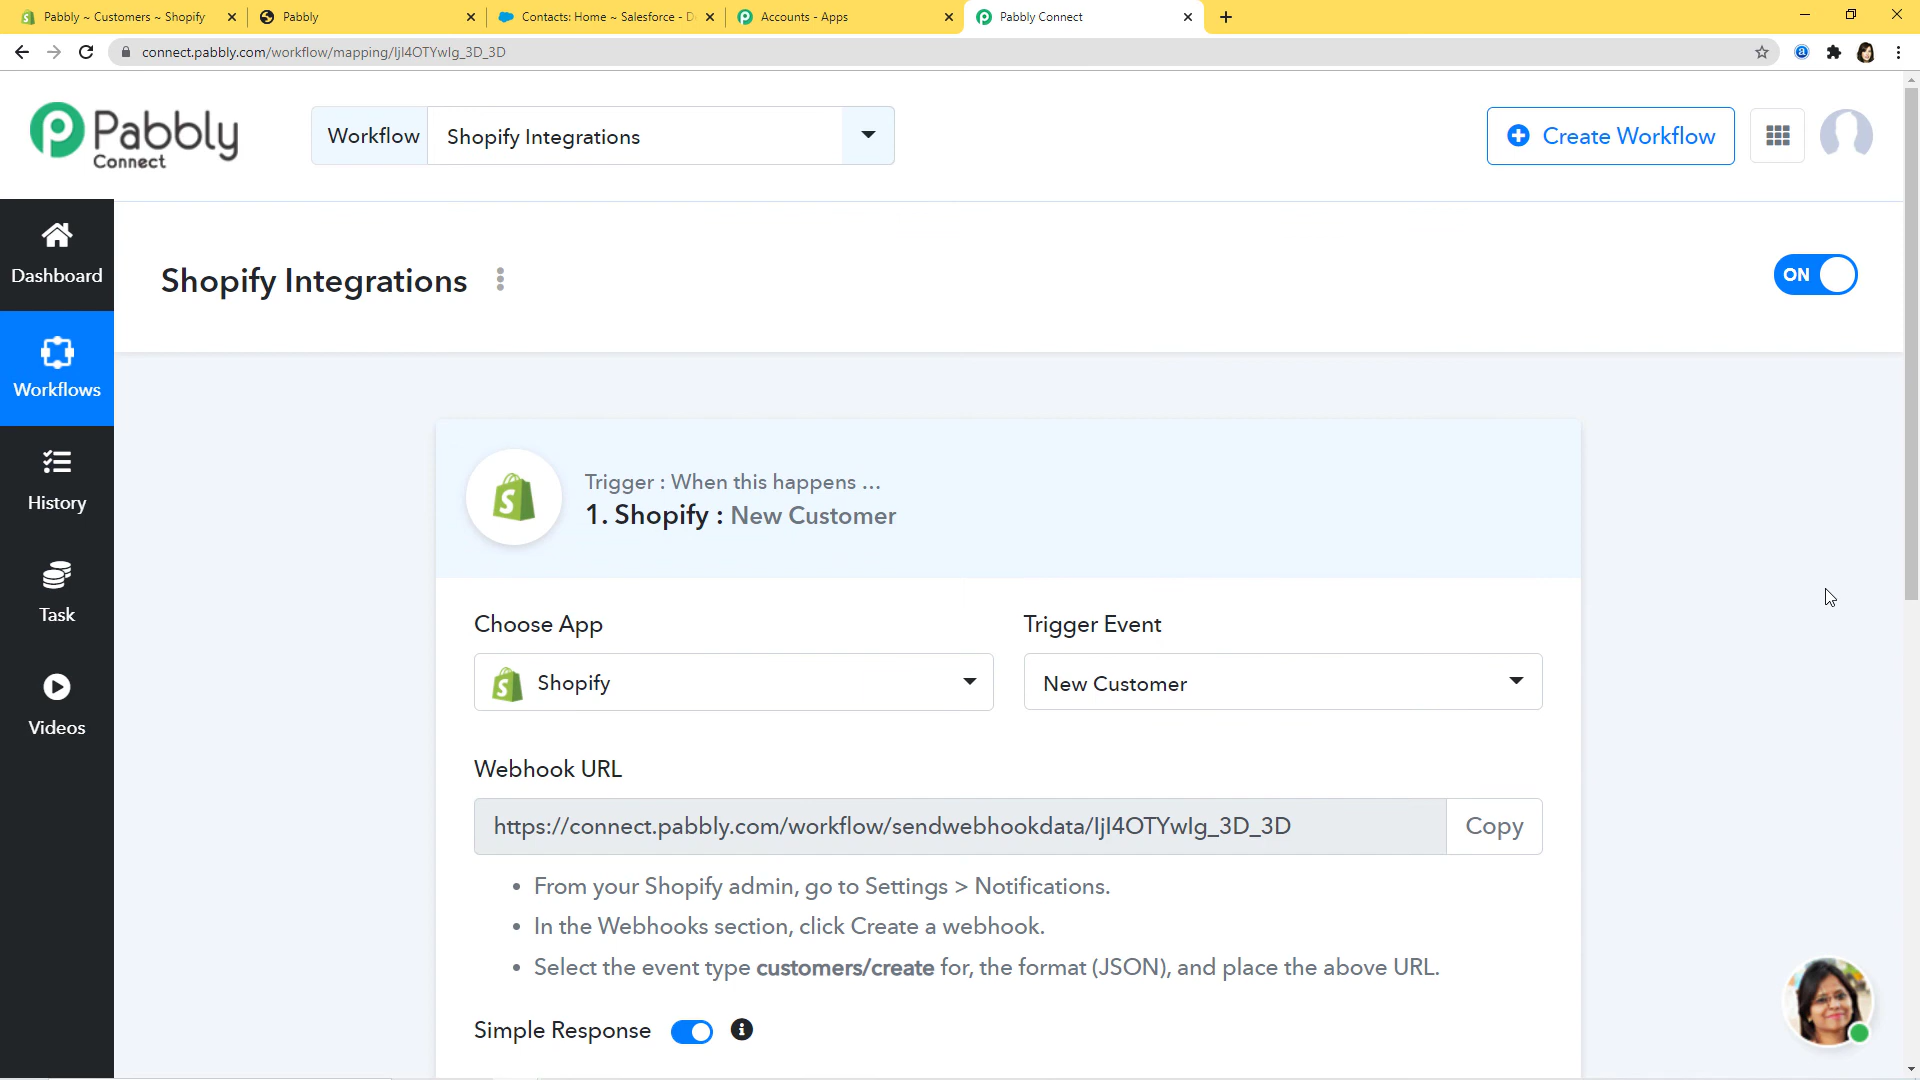 Pabbly ~ Customers ~ Shopify
Pabbly
Contacts: Home ~ Salesforce - D
Accounts - Apps
Pabbly Connect
connect.pabbly.com/workflow/mapping/IjI4OTYwIg_3D_3D
Pabbly
Connect
Workflow
Shopify Integrations
Create Workflow
Dashboard
Workflows
History
Task
Videos
Shopify Integrations
ON
Trigger : When this happens ...
1. Shopify : New Customer
Choose App
Trigger Event
Shopify
New Customer
Webhook URL
https://connect.pabbly.com/workflow/sendwebhookdata/IjI4OTYwIg_3D_3D
Copy
• From your Shopify admin, go to Settings > Notifications.
• In the Webhooks section, click Create a webhook.
• Select the event type customers/create for, the format (JSON), and place the above URL.
Simple Response